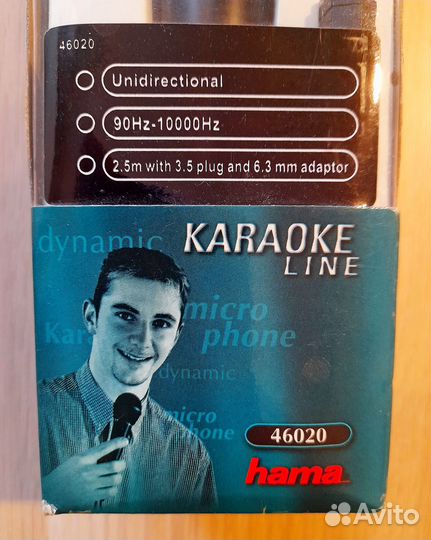 46020
Unidirectional
90Hz-10000Hz
2.5m with 3.5 plug and 6.3 mm adaptor
dynamic
KARAOKE
LINE
micro
Kara
phone
dynamic
micro
phone
46020
hama
Avito